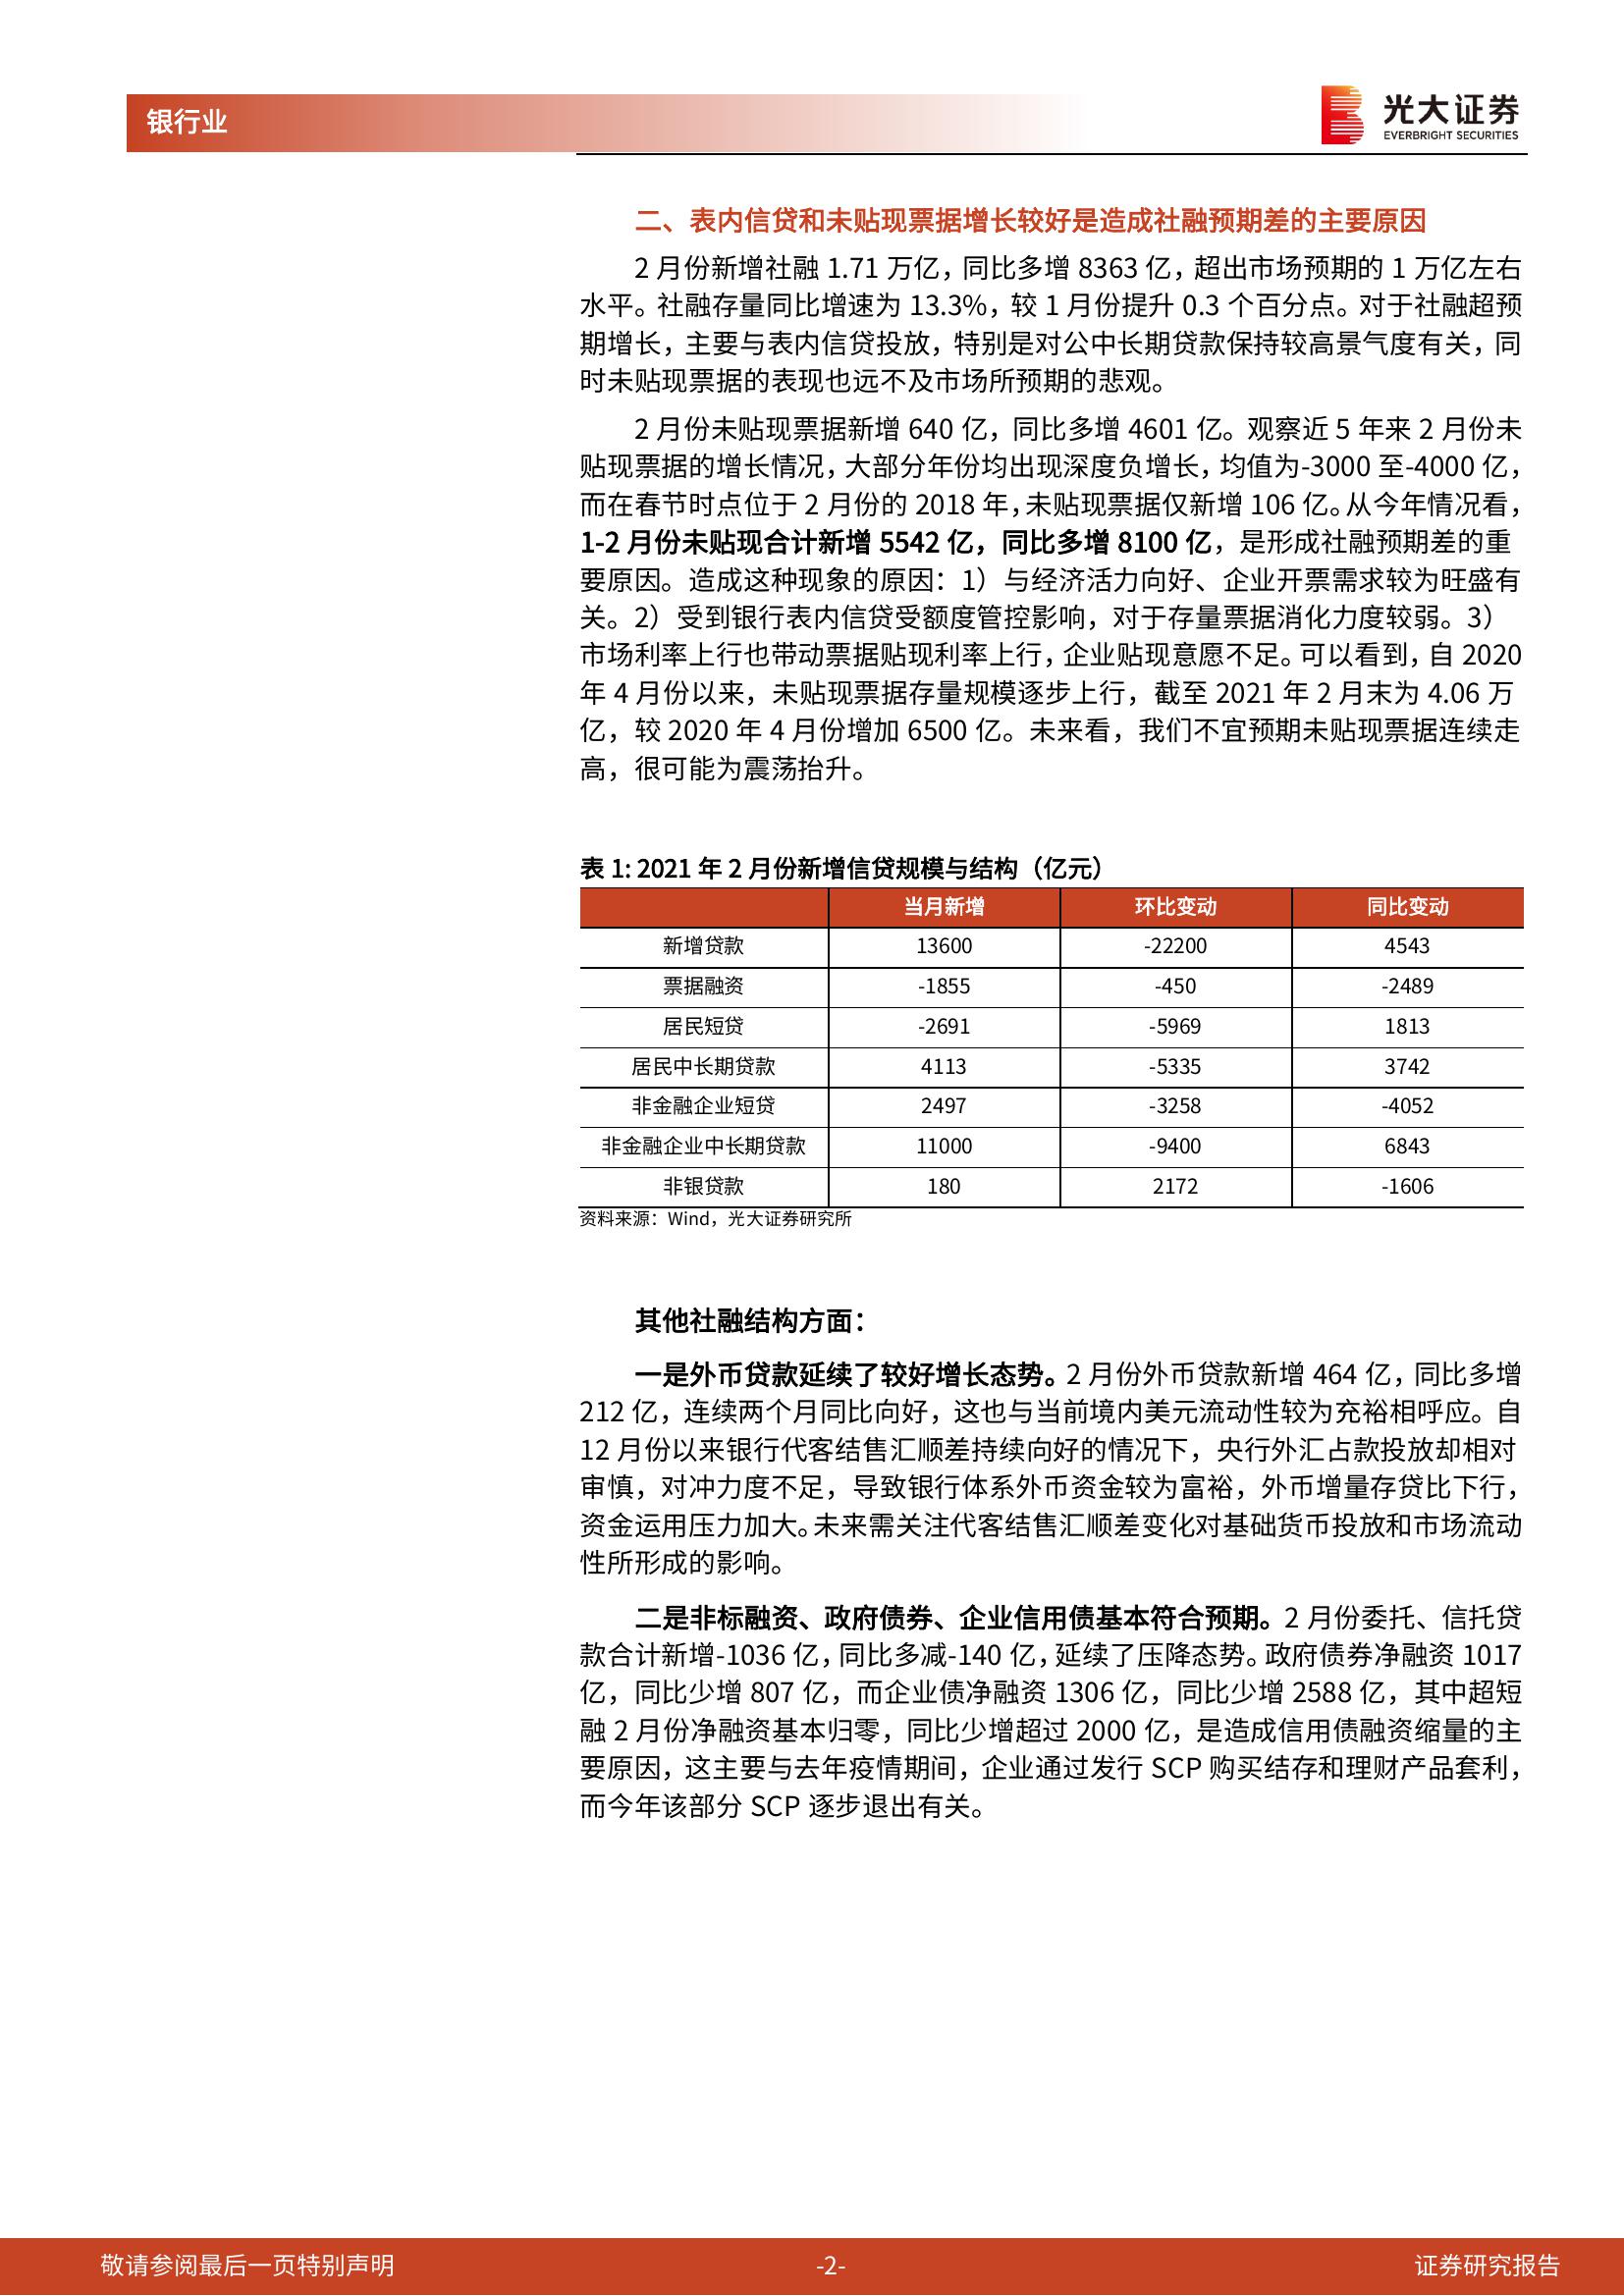 银行业
光大证券
EVERBRIGHT SECURITIES
二、表内信贷和未贴现票据增长较好是造成社融预期差的主要原因
2 月份新增社融 1.71 万亿，同比多增 8363 亿，超出市场预期的 1 万亿左右
水平。社融存量同比增速为 13.3%，较 1 月份提升 0.3 个百分点。对于社融超预
期增长，主要与表内信贷投放，特别是对公中长期贷款保持较高景气度有关，同
时未贴现票据的表现也远不及市场所预期的悲观。
2 月份未贴现票据新增 640 亿，同比多增 4601 亿。观察近 5 年来 2 月份未
贴现票据的增长情况，大部分年份均出现深度负增长，均值为-3000 至-4000 亿，
而在春节时点位于 2 月份的 2018 年，未贴现票据仅新增 106 亿。从今年情况看，
1-2 月份未贴现合计新增 5542 亿，同比多增 8100 亿，是形成社融预期差的重
要原因。造成这种现象的原因：1）与经济活力向好、企业开票需求较为旺盛有
关。2）受到银行表内信贷受额度管控影响，对于存量票据消化力度较弱。3）
市场利率上行也带动票据贴现利率上行，企业贴现意愿不足。可以看到，自 2020
年 4 月份以来，未贴现票据存量规模逐步上行，截至 2021 年 2 月末为 4.06 万
亿，较 2020 年 4 月份增加 6500 亿。未来看，我们不宜预期未贴现票据连续走
高，很可能为震荡抬升。
表 1: 2021 年 2 月份新增信贷规模与结构（亿元）
当月新增 环比变动 同比变动
新增贷款 13600 -22200 4543
票据融资 -1855 -450 -2489
居民短贷 -2691 -5969 1813
居民中长期贷款 4113 -5335 3742
非金融企业短贷 2497 -3258 -4052
非金融企业中长期贷款 11000 -9400 6843
非银贷款 180 2172 -1606
资料来源：Wind，光大证券研究所
其他社融结构方面：
一是外币贷款延续了较好增长态势。2 月份外币贷款新增 464 亿，同比多增
212 亿，连续两个月同比向好，这也与当前境内美元流动性较为充裕相呼应。自
12 月份以来银行代客结售汇顺差持续向好的情况下，央行外汇占款投放却相对
审慎，对冲力度不足，导致银行体系外币资金较为富裕，外币增量存贷比下行，
资金运用压力加大。未来需关注代客结售汇顺差变化对基础货币投放和市场流动
性所形成的影响。
二是非标融资、政府债券、企业信用债基本符合预期。2 月份委托、信托贷
款合计新增-1036 亿，同比多减-140 亿，延续了压降态势。政府债券净融资 1017
亿，同比少增 807 亿，而企业债净融资 1306 亿，同比少增 2588 亿，其中超短
融 2 月份净融资基本归零，同比少增超过 2000 亿，是造成信用债融资缩量的主
要原因，这主要与去年疫情期间，企业通过发行 SCP 购买结存和理财产品套利，
而今年该部分 SCP 逐步退出有关。
敬请参阅最后一页特别声明 -2- 证券研究报告